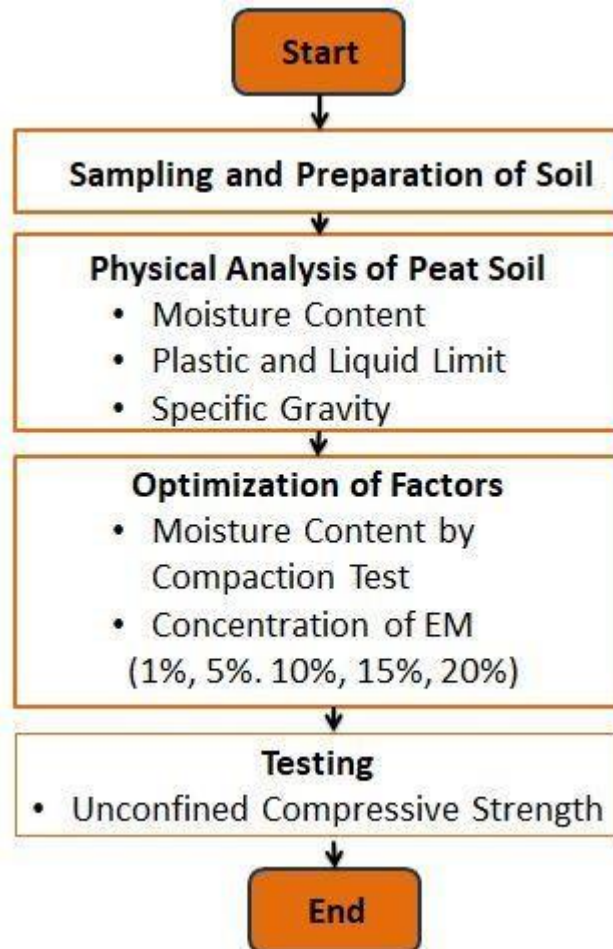 Start
Sampling and Preparation of Soil
Physical Analysis of Peat Soil
• Moisture Content
• Plastic and Liquid Limit
• Specific Gravity
Optimization of Factors
• Moisture Content by
Compaction Test
• Concentration of EM
(1%, 5%. 10%, 15%, 20%)
Testing
• Unconfined Compressive Strength
End